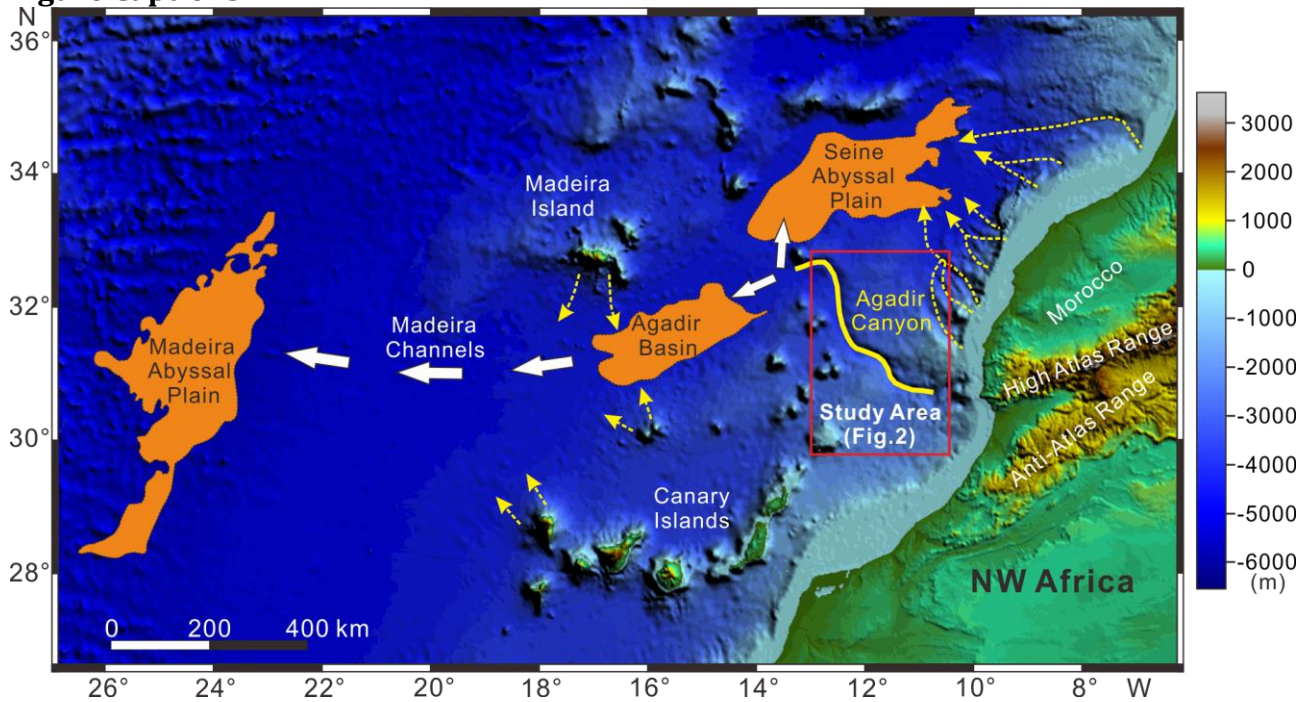 N
36°
34°
32°
30°
28°
Seine
Abyssal
Plain
Madeira
Island
Agadir
Canyon
Morocco
Agadir
Basin
Madeira
Channels
Madeira
Abyssal
Plain
High Atlas Range
Anti-Atlas Range
Study Area
(Fig.2)
Canary
Islands
NW Africa
0 200 400 km
26° 24° 22° 20° 18° 16° 14° 12° 10° 8° W
3000
2000
1000
0
-1000
-2000
-3000
-4000
-5000
-6000
(m)